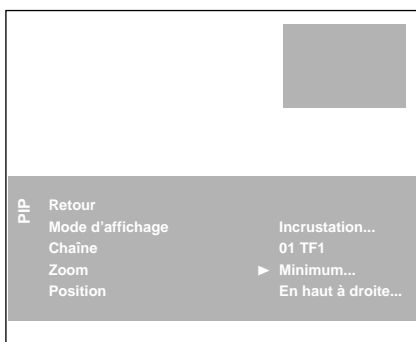 PIP
Retour
Mode d'affichage Incrustation...
Chaîne 01 TF1
Zoom ► Minimum...
Position En haut à droite...